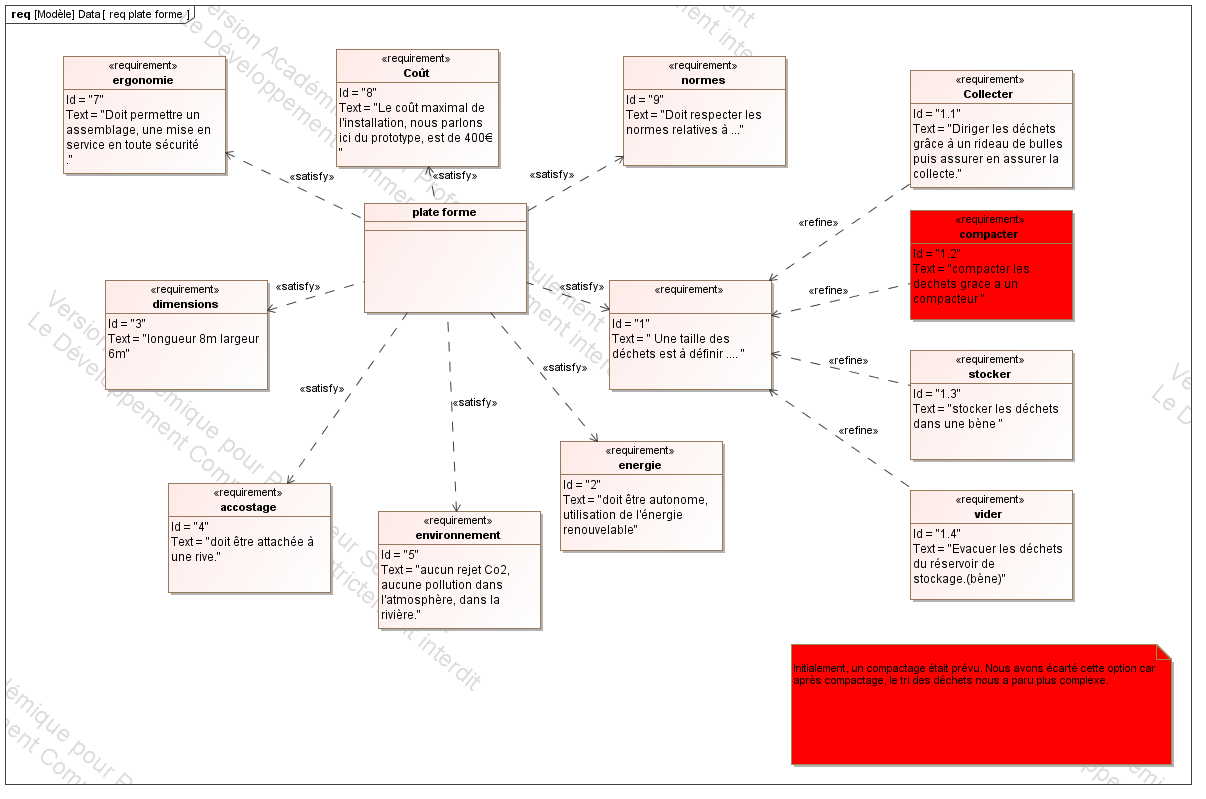 req [Modèle] Data [ req plate forme ]
«requirement»
ergonomie
Id = "7"
Text = "Doit permettre un
assemblage, une mise en
service en toute sécurité
."
«requirement»
Coût
Id = "8"
Text = "Le coût maximal de
l'installation, nous parlons
ici du prototype, est de 400€
"
«requirement»
normes
Id = "9"
Text = "Doit respecter les
normes relatives à ..."
«requirement»
Collecter
Id = "1.1"
Text = "Diriger les déchets
grâce à un rideau de bulles
puis assurer en assurer la
collecte."
«satisfy»
«satisfy»
«satisfy»
plate forme
«refine»
«requirement»
compacter
Id = "1.2"
Text = "compacter les
dechets grace a un
compacteur "
«requirement»
dimensions
Id = "3"
Text = "longueur 8m largeur
6m"
«satisfy»
«satisfy»
«requirement»
Id = "1"
Text = " Une taille des
déchets est à définir .... "
«refine»
«refine»
«requirement»
stocker
Id = "1.3"
Text = "stocker les déchets
dans une bène "
«satisfy»
«satisfy»
«satisfy»
«refine»
«requirement»
accostage
Id = "4"
Text = "doit être attachée à
une rive."
«requirement»
environnement
Id = "5"
Text = "aucun rejet Co2,
aucune pollution dans
l'atmosphère, dans la
rivière."
«requirement»
energie
Id = "2"
Text = "doit être autonome,
utilisation de l'énergie
renouvelable"
«requirement»
vider
Id = "1.4"
Text = "Evacuer les déchets
du réservoir de
stockage.(bène)"
Initialement, un compactage était prévu. Nous avons écarté cette option car
après compactage, le tri des déchets nous a paru plus complexe.